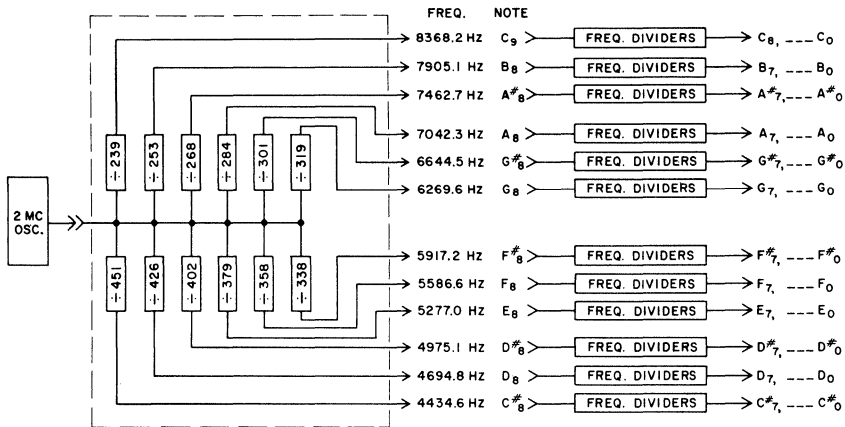 FREQ. NOTE
8368.2 HZ C9 FREQ. DIVIDERS C8, --- C0
7905.1 HZ B8 FREQ. DIVIDERS B7, --- B0
7462.7 HZ A#8 FREQ. DIVIDERS A#7, --- A#0
7042.3 HZ A8 FREQ. DIVIDERS A7, --- A0
6644.5 HZ G#8 FREQ. DIVIDERS G#7, --- G#0
6269.6 HZ G8 FREQ. DIVIDERS G7, --- G0
÷239 ÷253 ÷268 ÷284 ÷301 ÷319
2 MC
OSC.
÷451 ÷426 ÷402 ÷379 ÷358 ÷338
5917.2 HZ F#8 FREQ. DIVIDERS F#7, --- F#0
5586.6 HZ F8 FREQ. DIVIDERS F7, --- F0
5277.0 HZ E8 FREQ. DIVIDERS E7, --- E0
4975.1 HZ D#8 FREQ. DIVIDERS D#7, --- D#0
4694.8 HZ D8 FREQ. DIVIDERS D7, --- D0
4434.6 HZ C#8 FREQ. DIVIDERS C#7, --- C#0